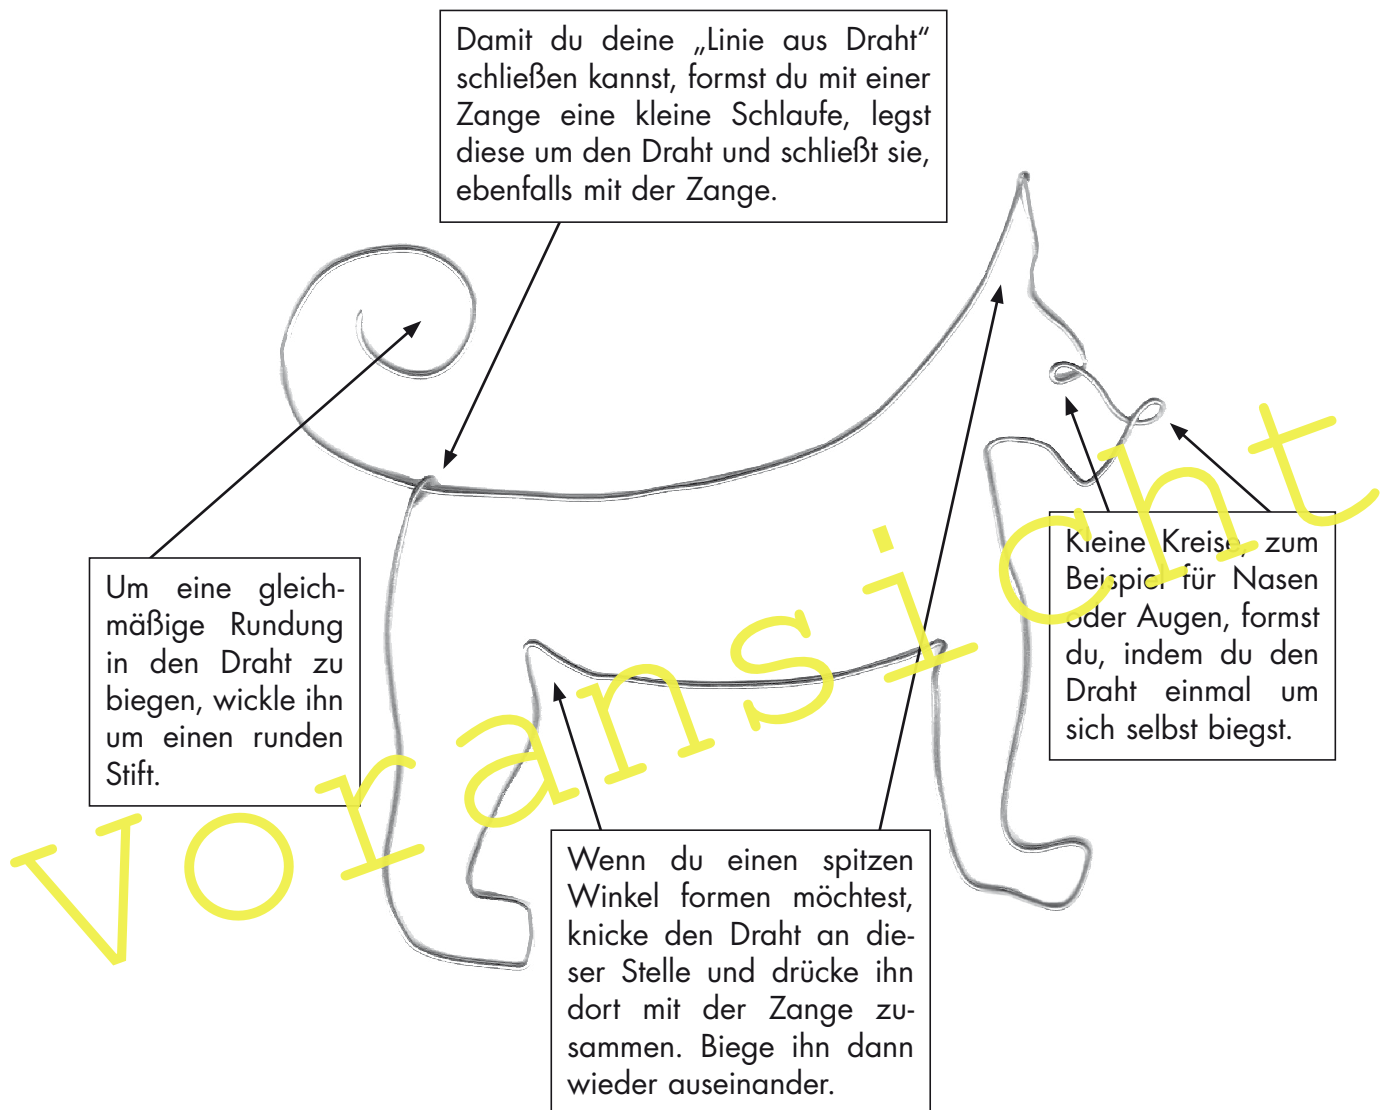 Damit du deine „Linie aus Draht“
schließen kannst, formst du mit einer
Zange eine kleine Schlaufe, legst
diese um den Draht und schließt sie,
ebenfalls mit der Zange.
Um eine gleich-
mäßige Rundung
in den Draht zu
biegen, wickle ihn
um einen runden
Stift.
Kleine Kreise, zum
Beispiel für Nasen
oder Augen, formst
du, indem du den
Draht einmal um
sich selbst biegst.
Wenn du einen spitzen
Winkel formen möchtest,
knicke den Draht an die-
ser Stelle und drücke ihn
dort mit der Zange zu-
sammen. Biege ihn dann
wieder auseinander.
Voransicht